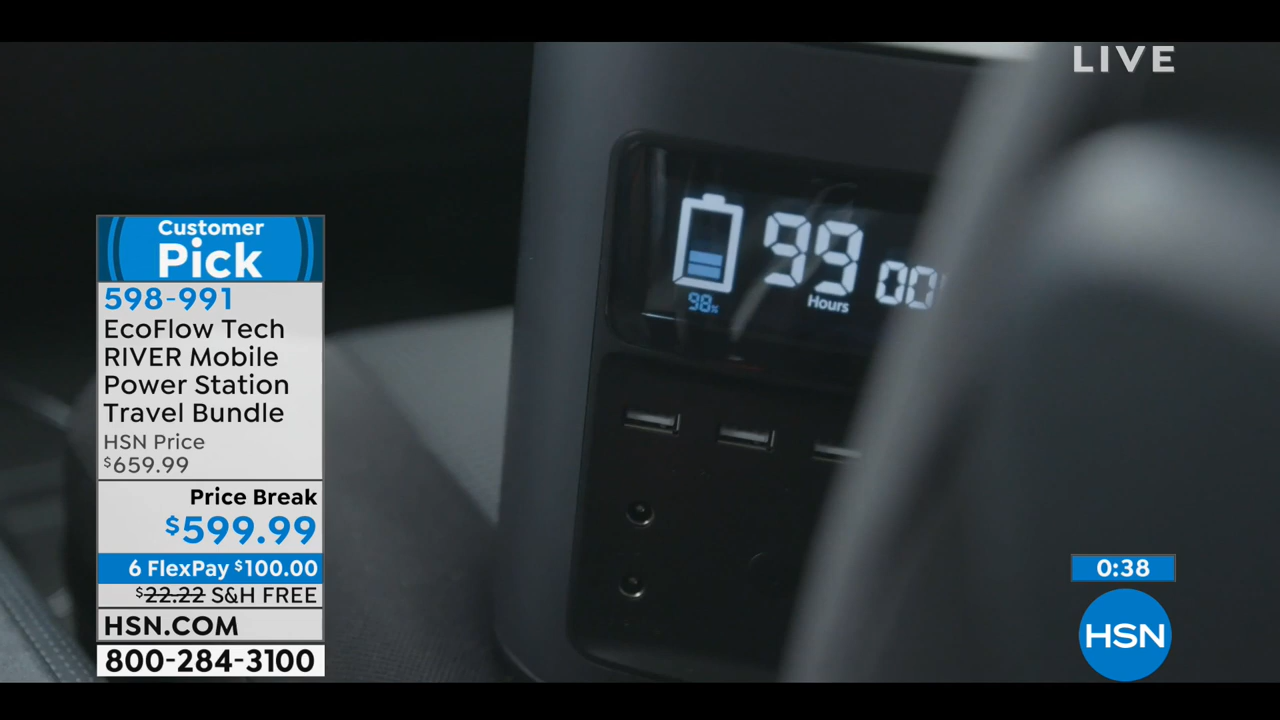 LIVE
98%
99
Hours
00
Customer
Pick
598-991
EcoFlow Tech
RIVER Mobile
Power Station
Travel Bundle
HSN Price
$659.99
Price Break
$599.99
6 FlexPay $100.00
$22.22 S&H FREE
HSN.COM
800-284-3100
0:38
HSN